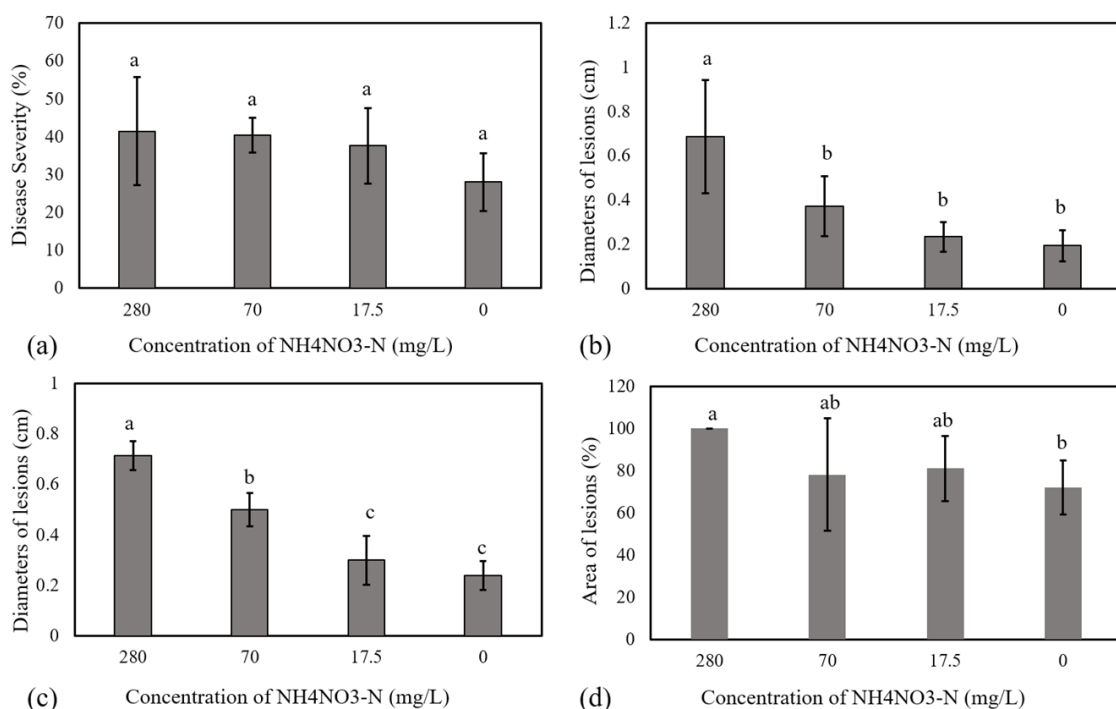 70
60
50
40
30
20
10
0
Disease Severity (%)
a
a
a
a
280
70
17.5
0
(a)
Concentration of NH4NO3-N (mg/L)
1.2
1
0.8
0.6
0.4
0.2
0
Diameters of lesions (cm)
a
b
b
b
280
70
17.5
0
(b)
Concentration of NH4NO3-N (mg/L)
1
0.8
0.6
0.4
0.2
0
Diameters of lesions (cm)
a
b
c
c
280
70
17.5
0
(c)
Concentration of NH4NO3-N (mg/L)
120
100
80
60
40
20
0
Area of lesions (%)
a
ab
ab
b
280
70
17.5
0
(d)
Concentration of NH4NO3-N (mg/L)